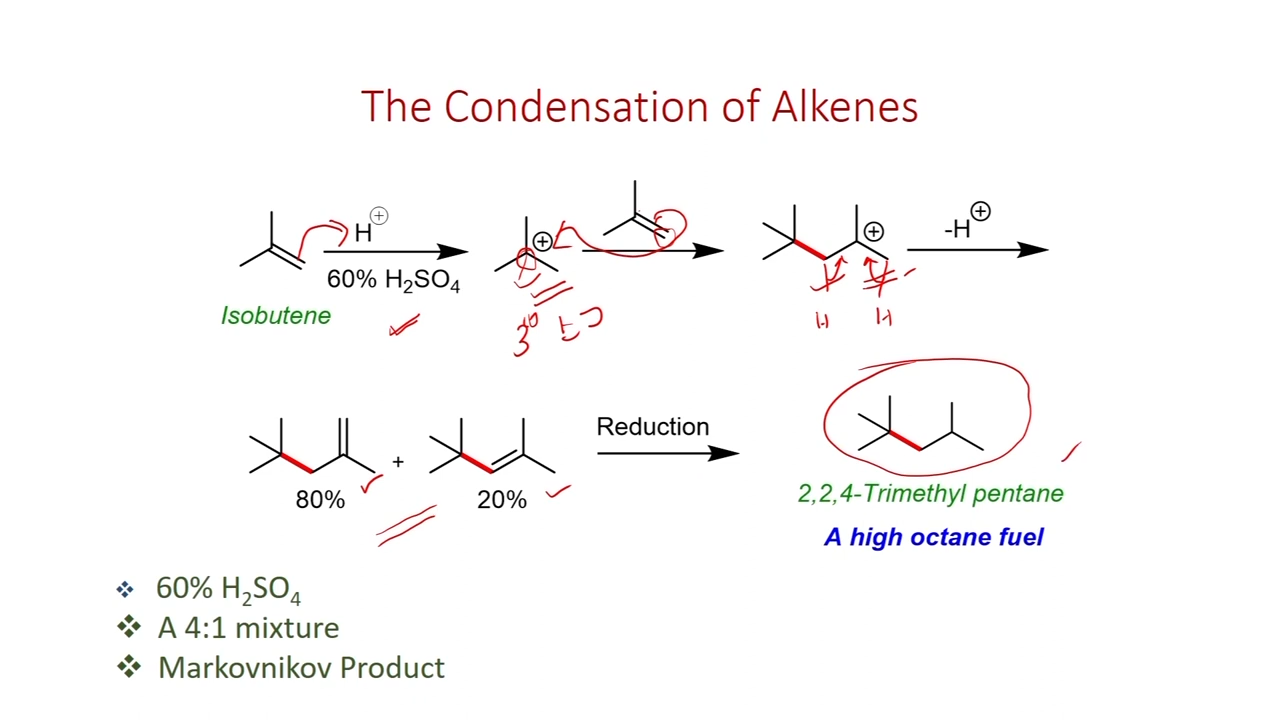 The Condensation of Alkenes
H⊕
60% H₂SO₄
Isobutene
⊕
3°
⊕
-H⊕
H H
80%
+
20%
Reduction
2,2,4-Trimethyl pentane
A high octane fuel
❖ 60% H₂SO₄
❖ A 4:1 mixture
❖ Markovnikov Product